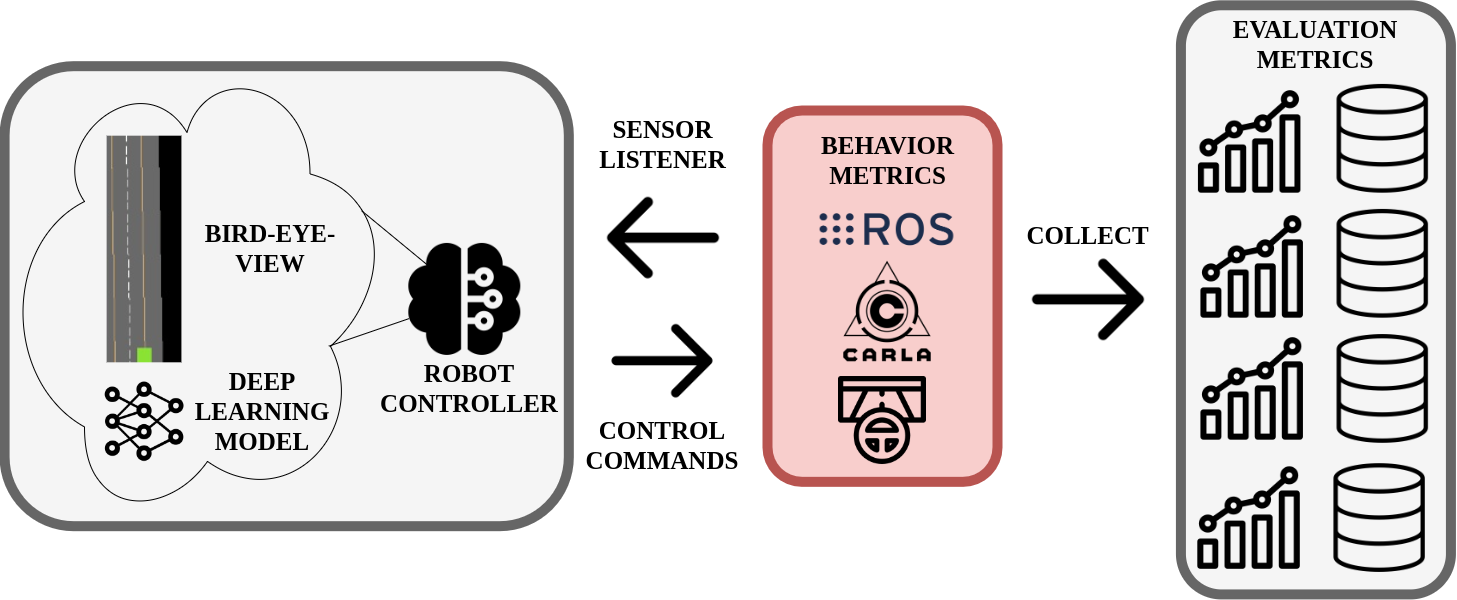 BIRD-EYE-
VIEW
DEEP
LEARNING
MODEL
ROBOT
CONTROLLER
SENSOR
LISTENER
CONTROL
COMMANDS
BEHAVIOR
METRICS
ROS
CARLA
COLLECT
EVALUATION
METRICS